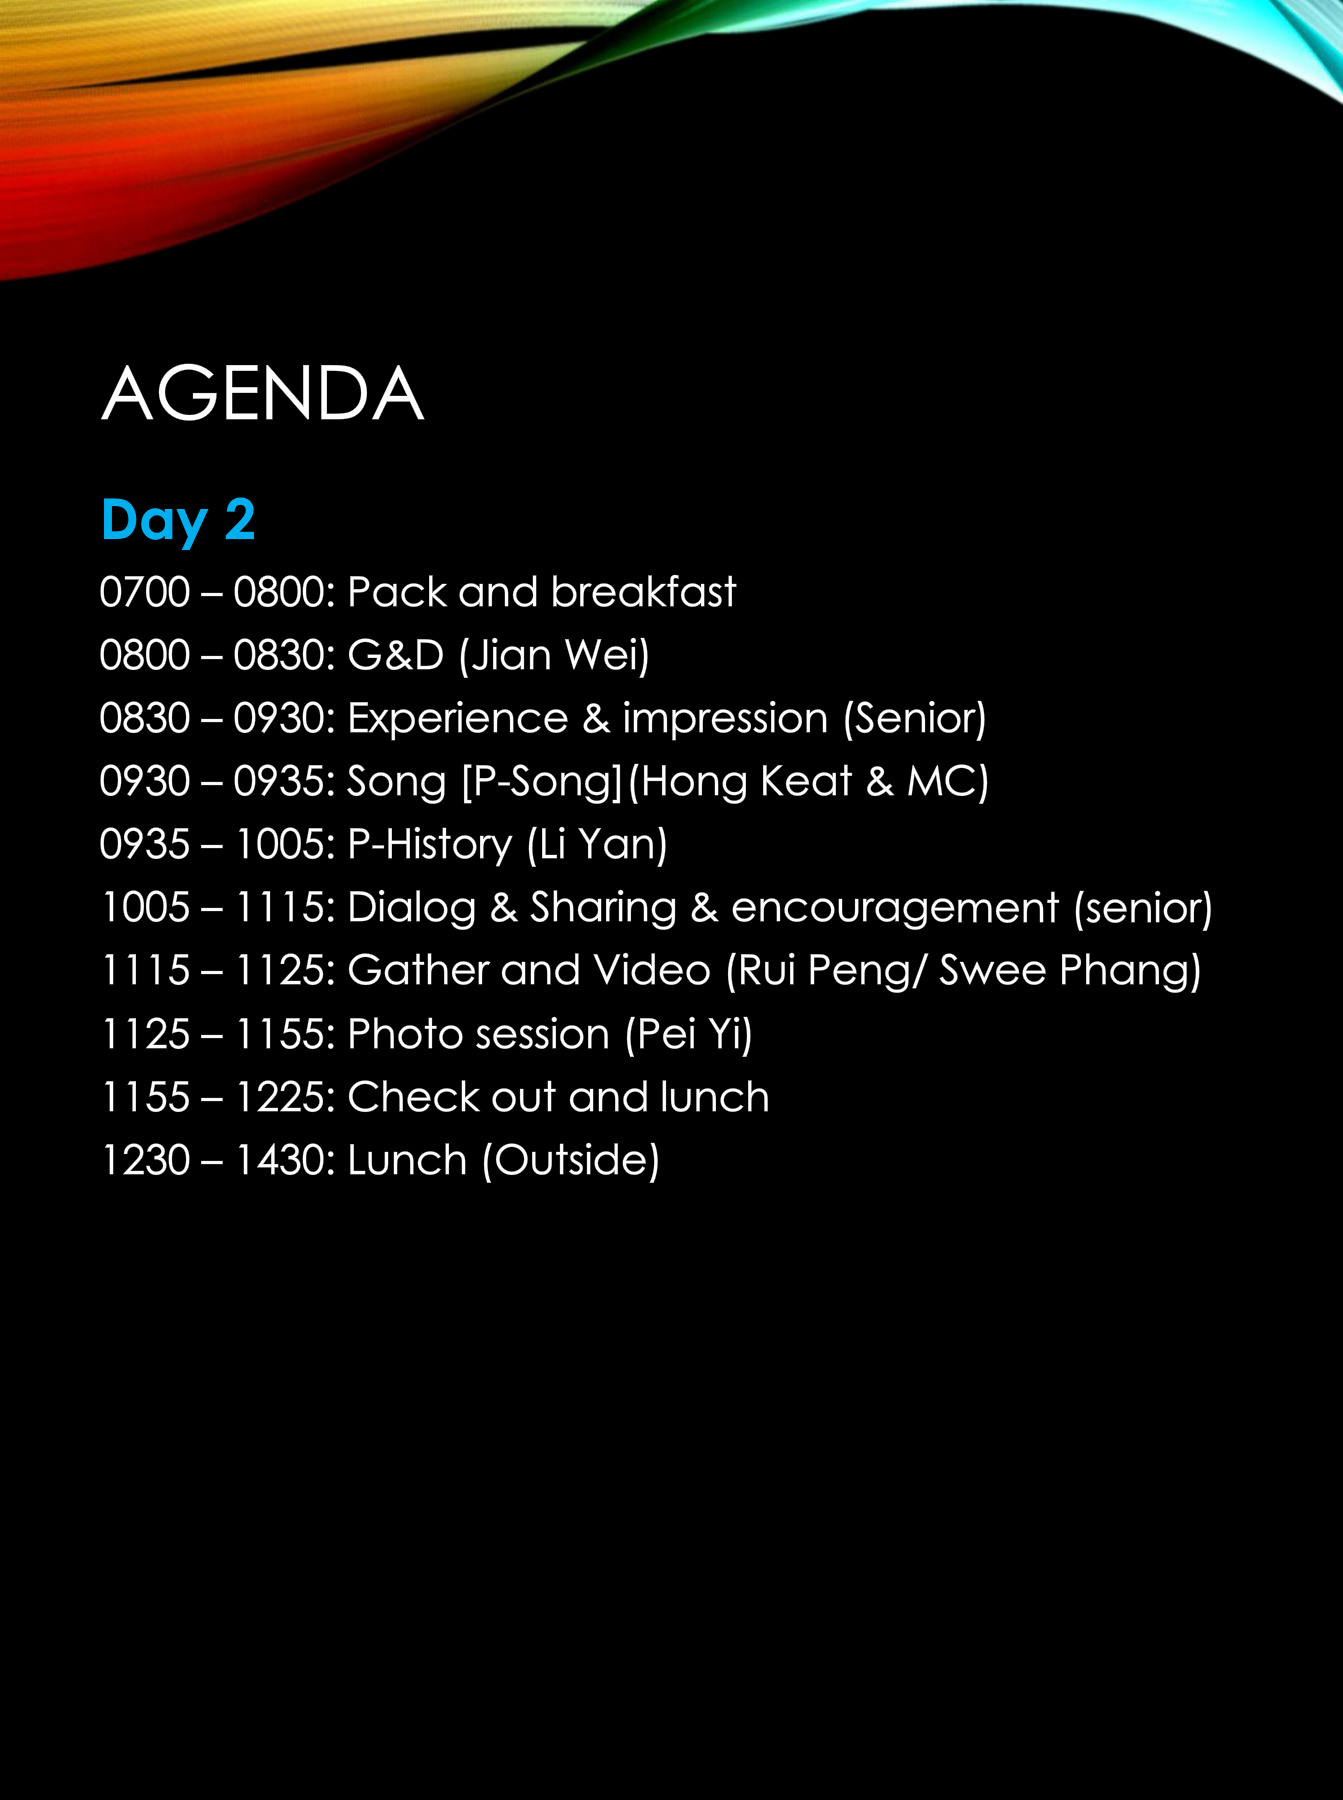 AGENDA
Day 2
0700 – 0800: Pack and breakfast
0800 – 0830: G&D (Jian Wei)
0830 – 0930: Experience & impression (Senior)
0930 – 0935: Song [P-Song](Hong Keat & MC)
0935 – 1005: P-History (Li Yan)
1005 – 1115: Dialog & Sharing & encouragement (senior)
1115 – 1125: Gather and Video (Rui Peng/ Swee Phang)
1125 – 1155: Photo session (Pei Yi)
1155 – 1225: Check out and lunch
1230 – 1430: Lunch (Outside)